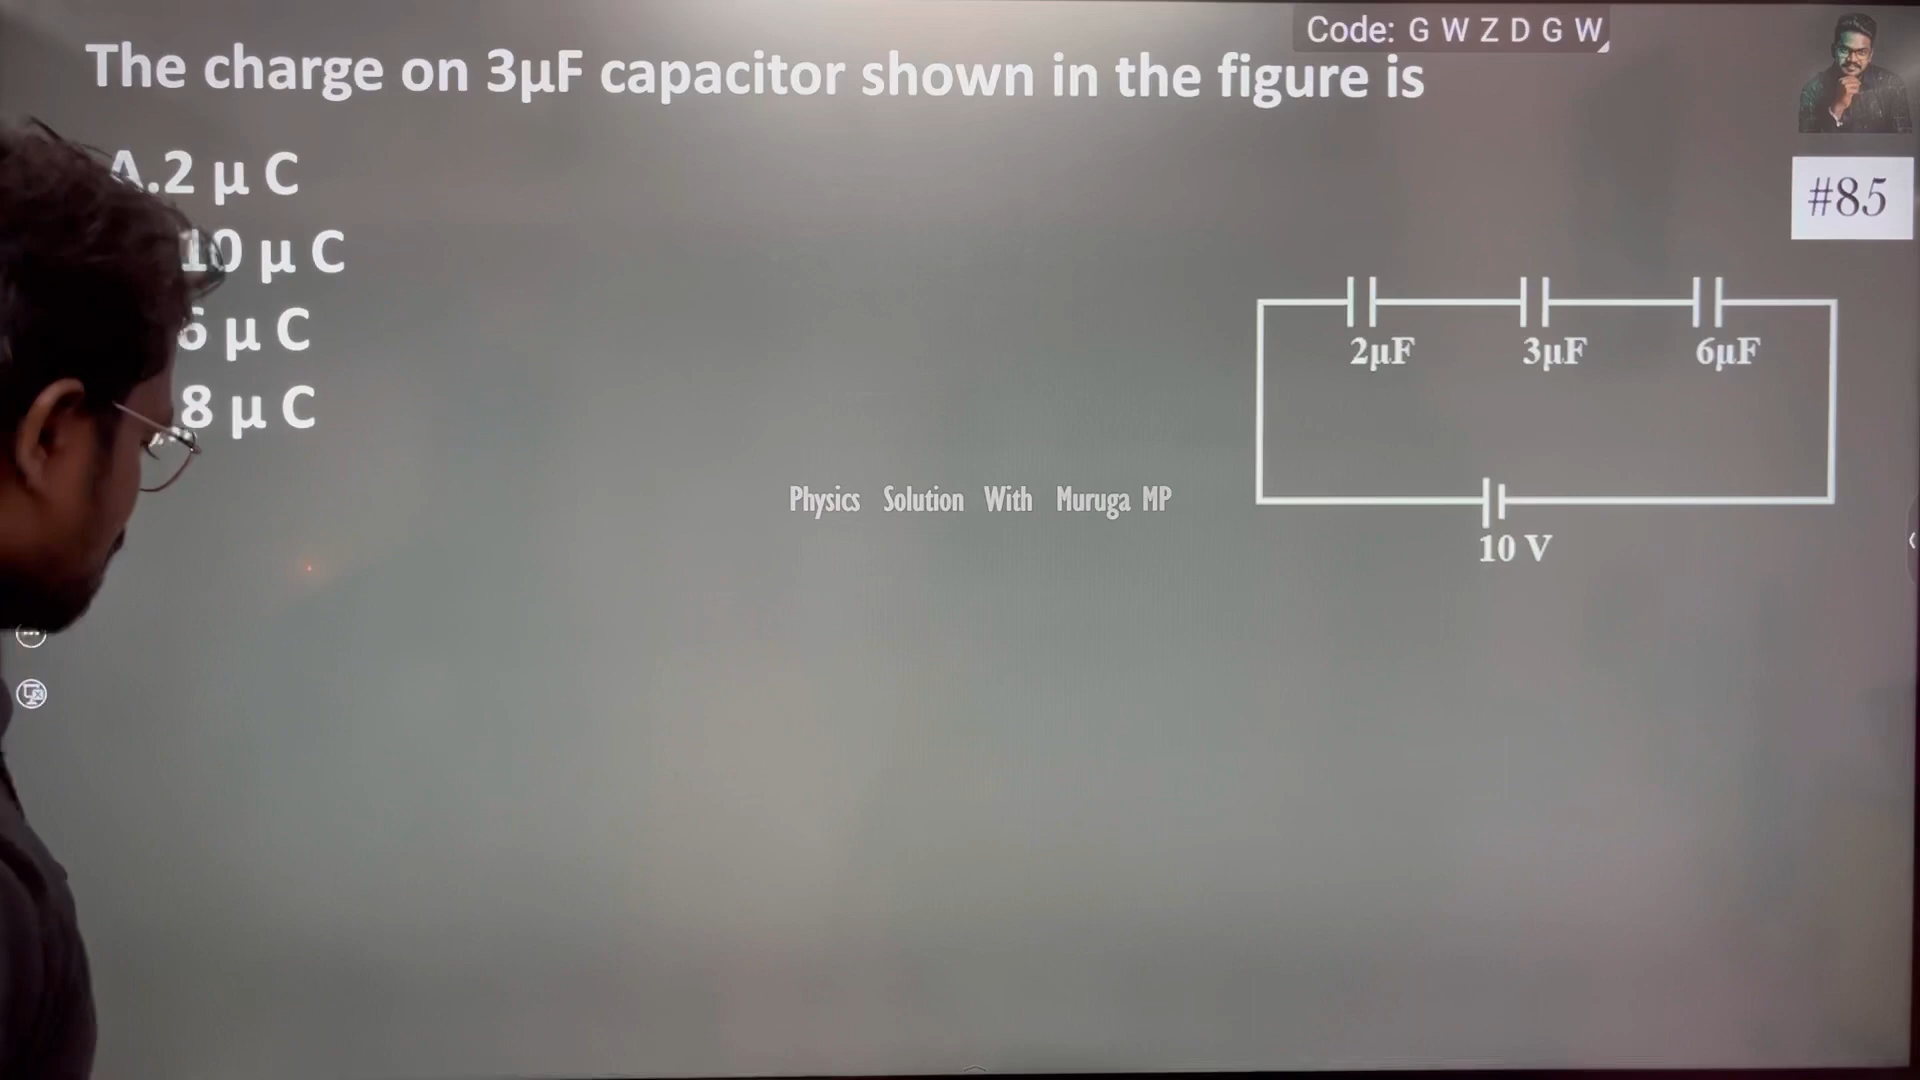 Code: G W Z D G W
The charge on 3μF capacitor shown in the figure is
A.2 μ C
10 μ C
6 μ C
8 μ C
#85
2μF 3μF 6μF
10 V
Physics Solution With Muruga MP